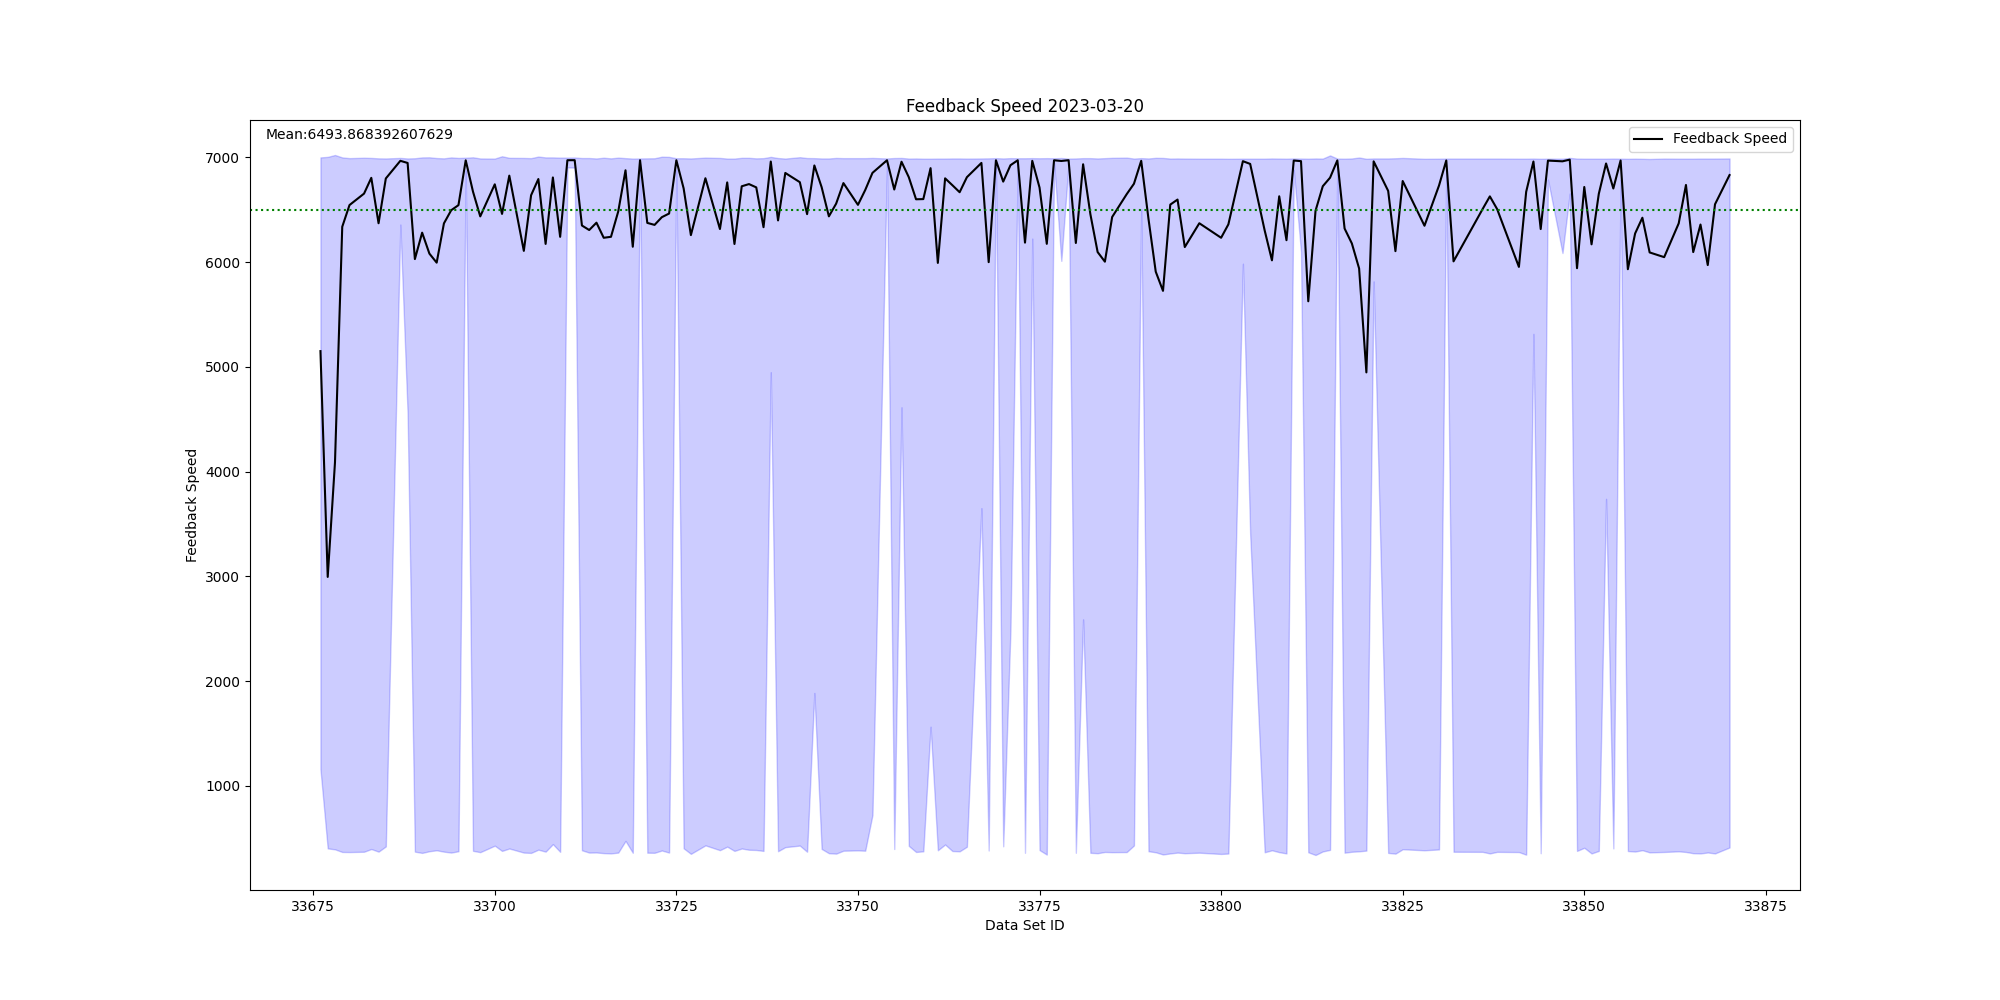 Feedback Speed 2023-03-20
Mean:6493.868392607629
Feedback Speed
7000
6000
5000
4000
3000
2000
1000
Feedback Speed
33675 33700 33725 33750 33775 33800 33825 33850 33875
Data Set ID